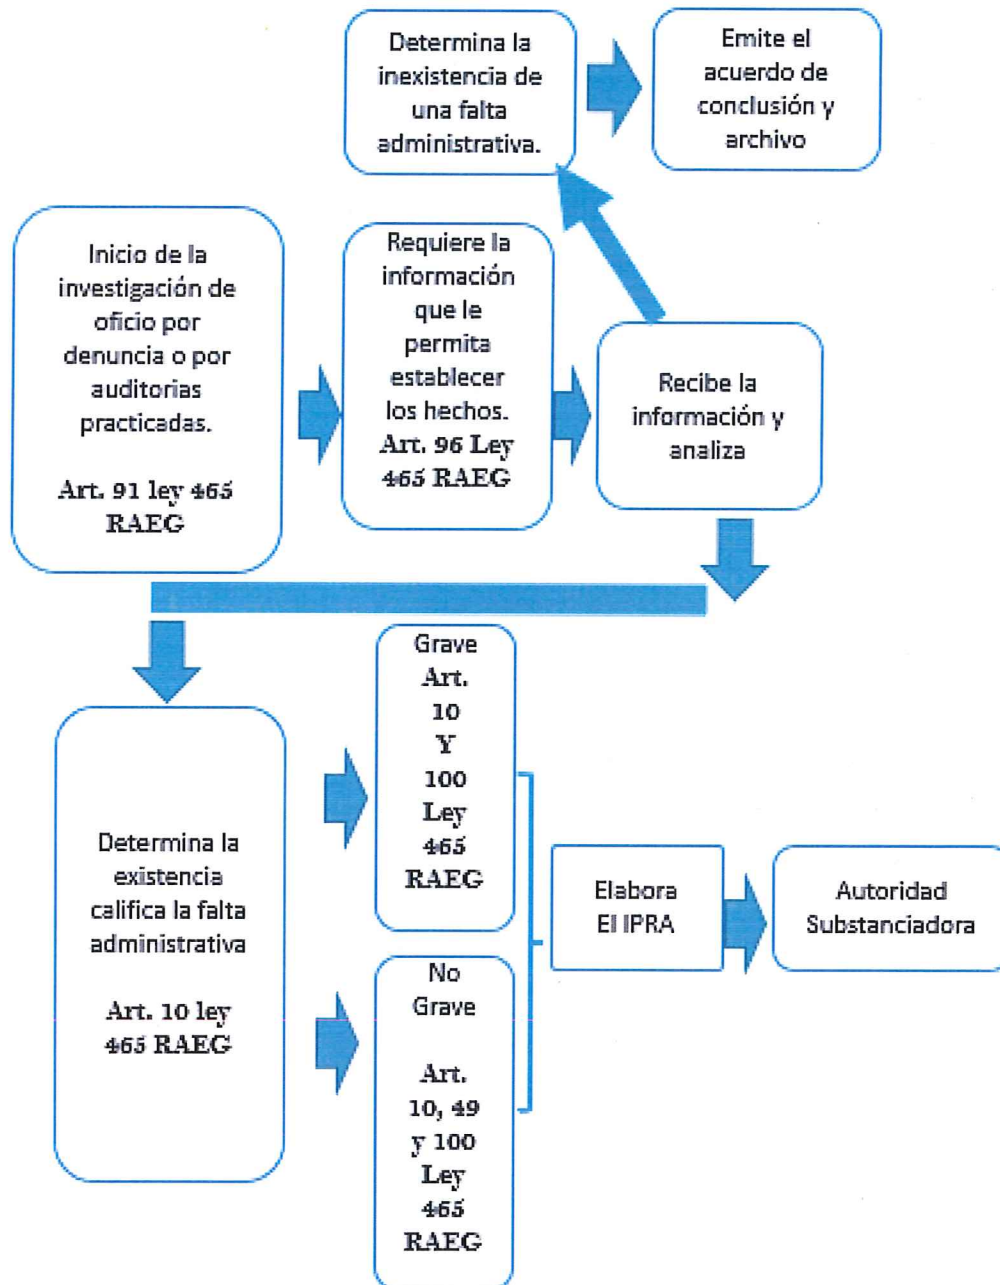 Determina la
inexistencia de
una falta
administrativa.
Emite el
acuerdo de
conclusión y
archivo
Inicio de la
investigación de
oficio por
denuncia o por
auditorias
practicadas.
Art. 91 ley 465
RAEG
Requiere la
información
que le
permita
establecer
los hechos.
Art. 96 Ley
465 RAEG
Recibe la
información y
analiza
Determina la
existencia
califica la falta
administrativa
Art. 10 ley
465 RAEG
Grave
Art.
10
Y
100
Ley
465
RAEG
No
Grave
Art.
10, 49
y 100
Ley
465
RAEG
Elabora
El IPRA
Autoridad
Substanciadora